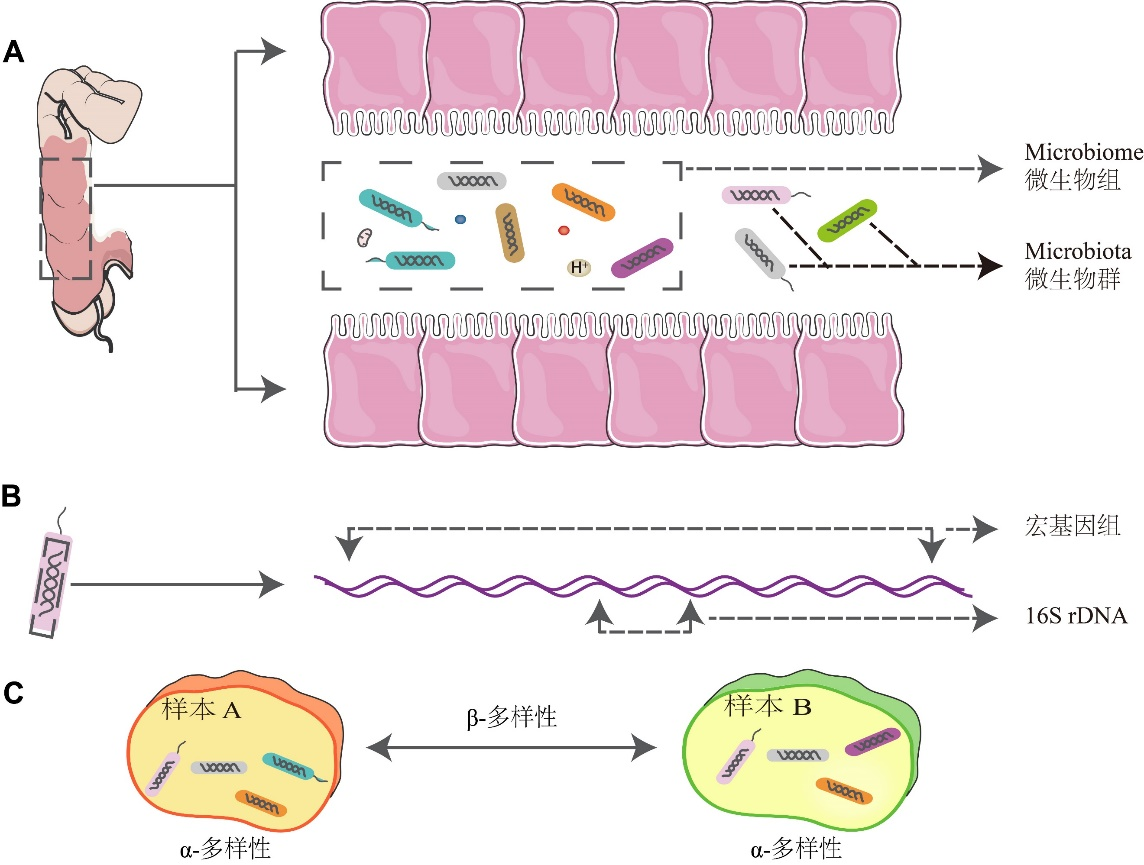 A
Microbiome
微生物组
H⁺
Microbiota
微生物群
B
宏基因组
16S rDNA
C
样本 A
β-多样性
样本 B
α-多样性
α-多样性